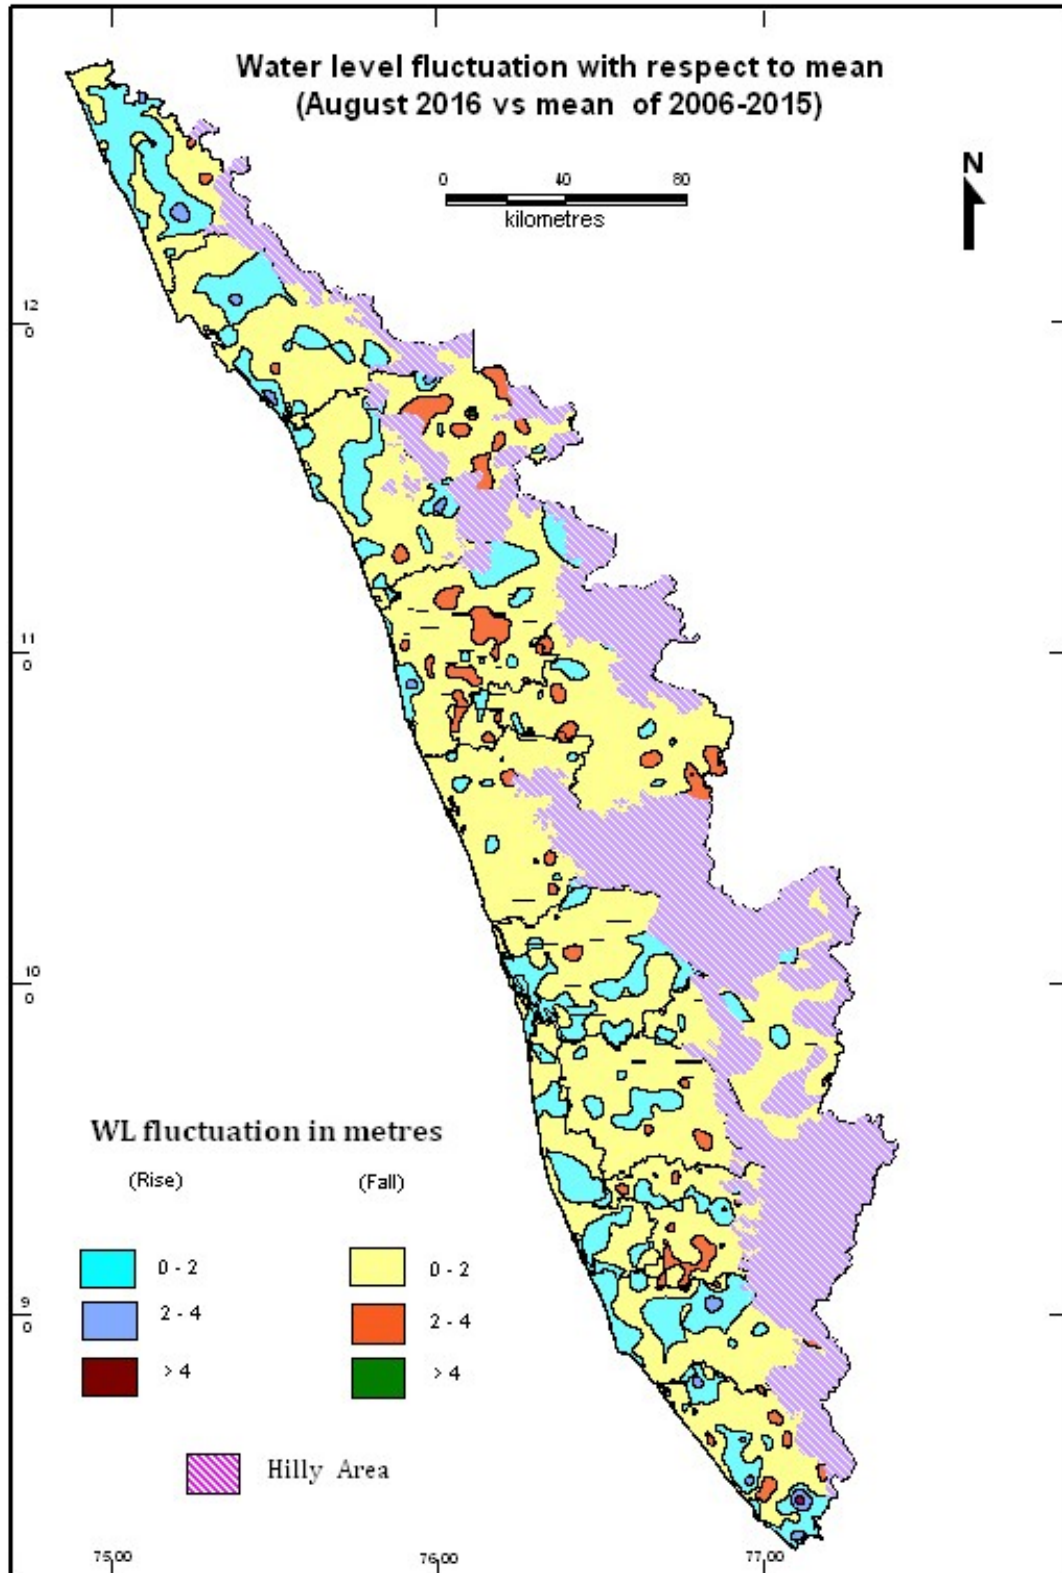 Water level fluctuation with respect to mean
(August 2016 vs mean of 2006-2015)
N
0 40 80
kilometres
12
0
11
0
10
0
9
0
WL fluctuation in metres
(Rise) (Fall)
0 - 2 0 - 2
2 - 4 2 - 4
> 4 > 4
Hilly Area
75,00 76,00 77,00